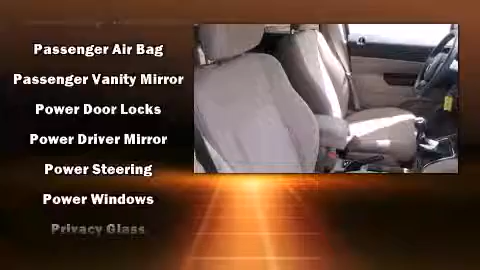 Passenger Air Bag
Passenger Vanity Mirror
Power Door Locks
Power Driver Mirror
Power Steering
Power Windows
Privacy Glass